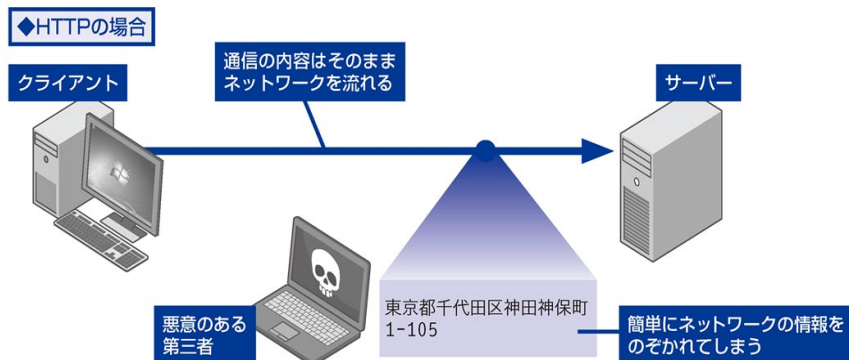 ◆HTTPの場合
クライアント
通信の内容はそのまま
ネットワークを流れる
サーバー
悪意のある
第三者
東京都千代田区神田神保町
1-105
簡単にネットワークの情報を
のぞかれてしまう